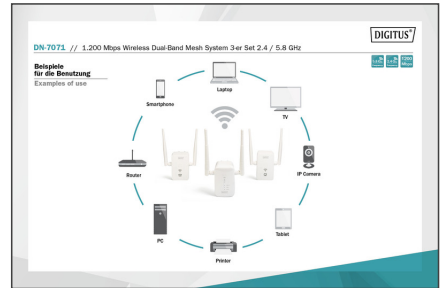 DIGITUS®
DN-7071 // 1.200 Mbps Wireless Dual-Band Mesh System 3-er Set 2.4 / 5.8 GHz
Beispiele
für die Benutzung
Examples of use
Laptop
Smartphone
TV
Router
IP Camera
PC
Tablet
Printer